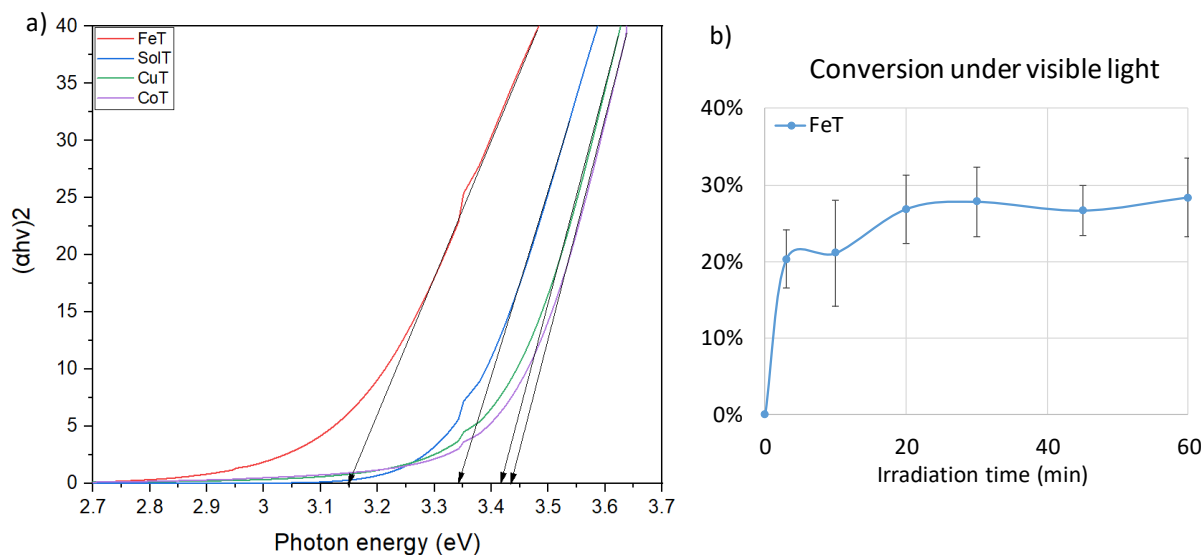 a)
FeT
SolT
CuT
CoT
(αhν)2
40
35
30
25
20
15
10
5
0
2.7 2.8 2.9 3 3.1 3.2 3.3 3.4 3.5 3.6 3.7
Photon energy (eV)
b)
Conversion under visible light
FeT
40%
30%
20%
10%
0%
0 20 40 60
Irradiation time (min)